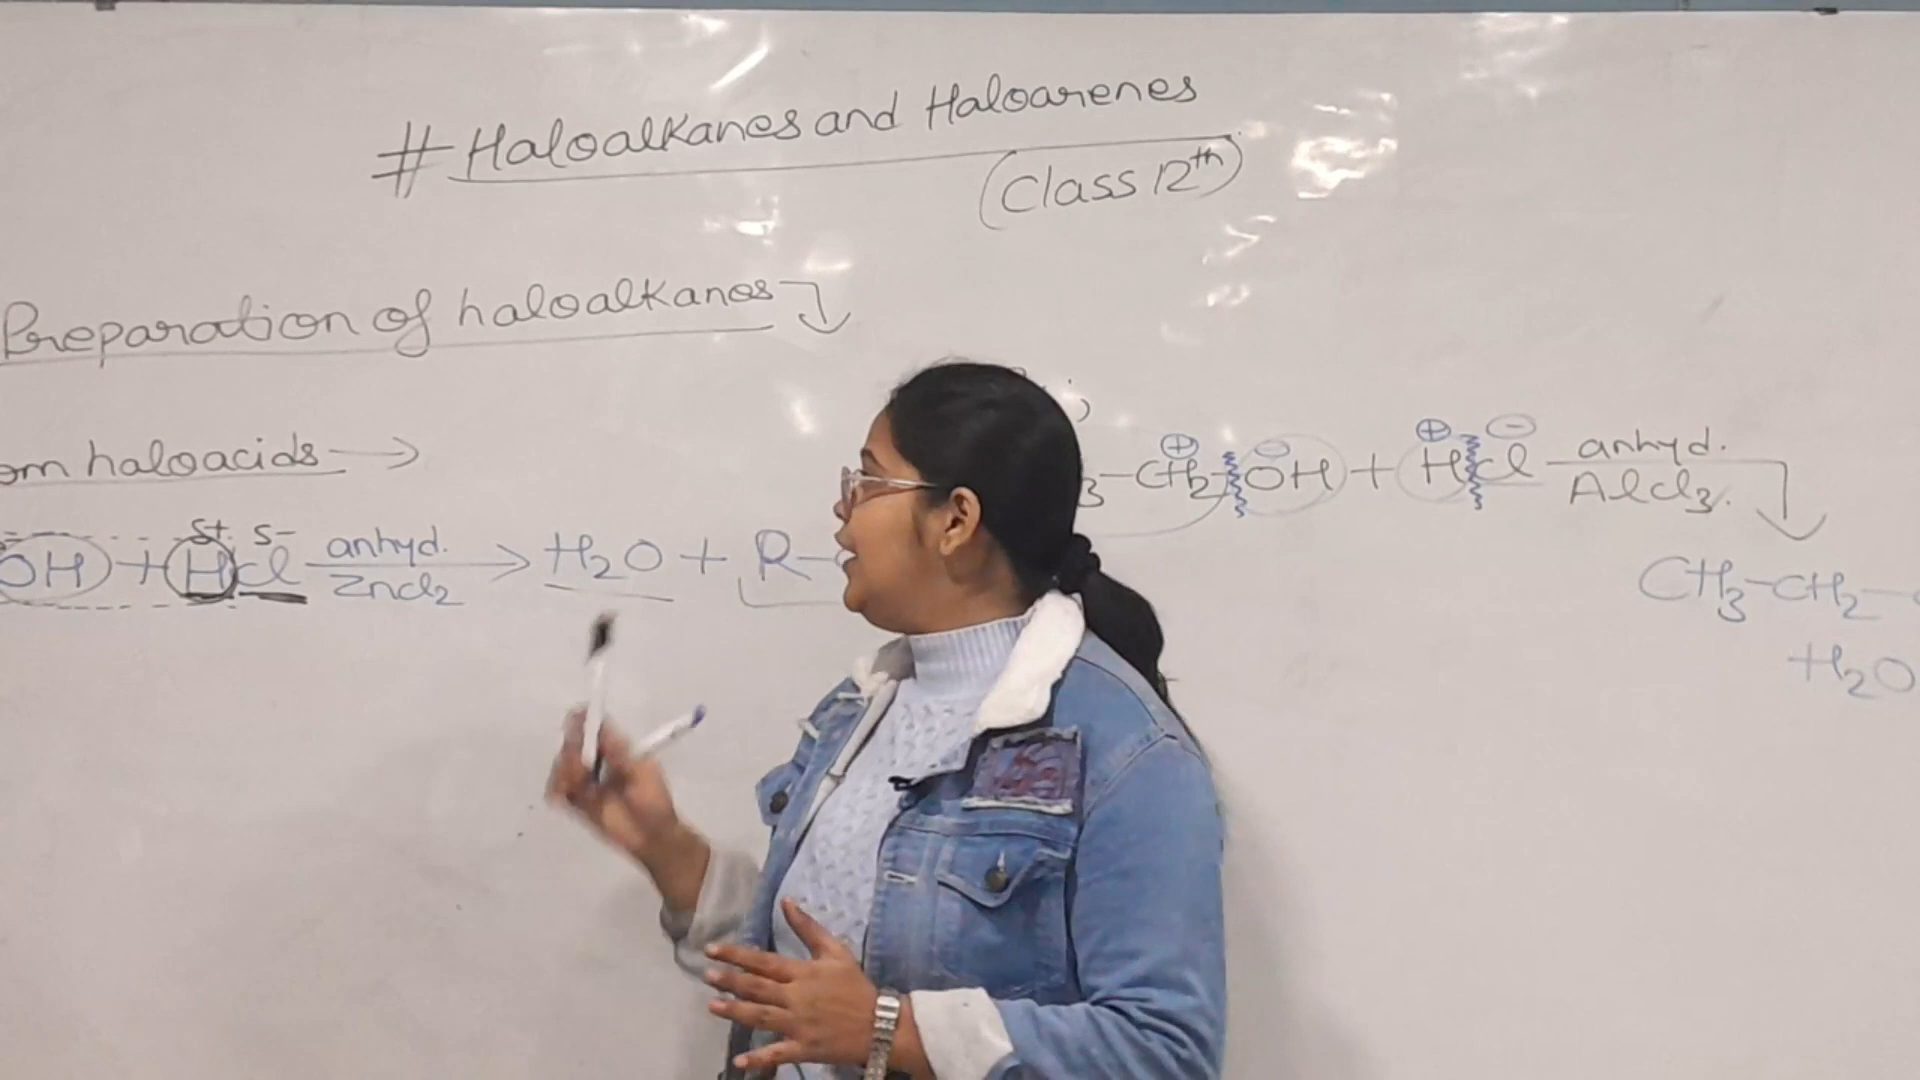 # Haloalkanes and Haloarenes
(Class 12th)
Preparation of haloalkanes
haloacids →
OH + HCl anhyd. ZnCl2 → H2O + R-
δ+ δ-
3-CH2-OH + HCl anhyd. AlCl3
⊕ ⊖ ⊕ ⊖
CH3-CH2-
H2O